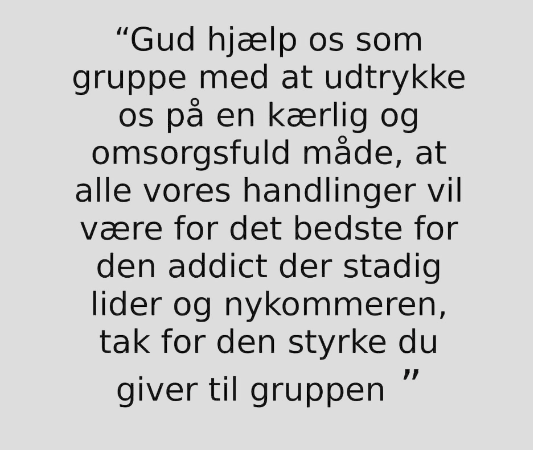 “Gud hjælp os som
gruppe med at udtrykke
os på en kærlig og
omsorgsfuld måde, at
alle vores handlinger vil
være for det bedste for
den addict der stadig
lider og nykommeren,
tak for den styrke du
giver til gruppen ”